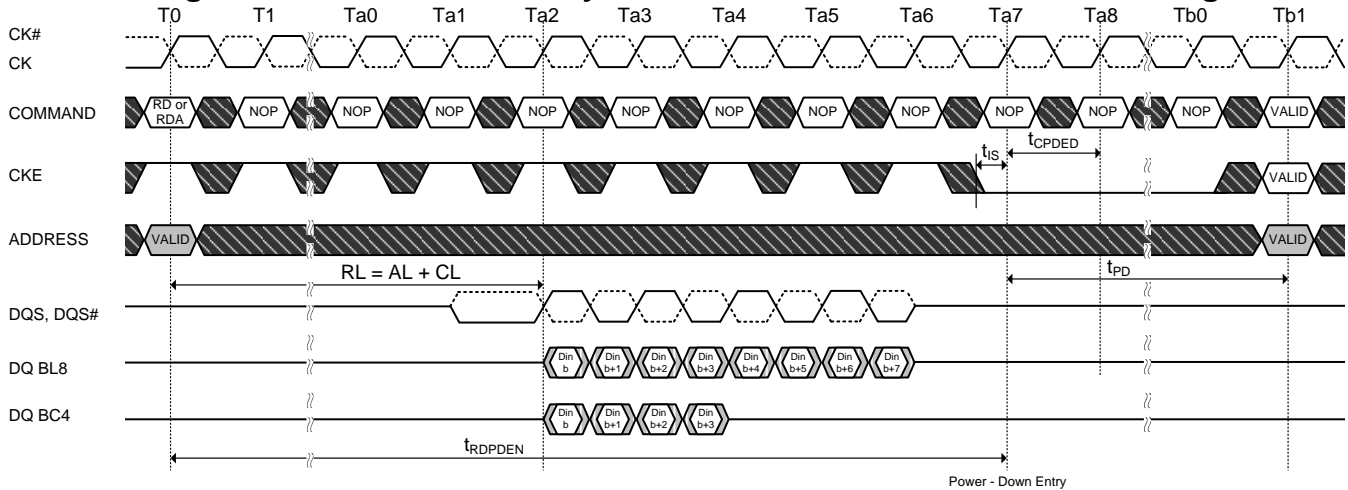 T0 T1 Ta0 Ta1 Ta2 Ta3 Ta4 Ta5 Ta6 Ta7 Ta8 Tb0 Tb1
CK#
CK
COMMAND
RD or
RDA
NOP NOP NOP NOP NOP NOP NOP NOP NOP NOP NOP VALID
tIS
tCPDED
CKE
VALID
ADDRESS
VALID
VALID
RL = AL + CL
tPD
DQS, DQS#
DQ BL8
Din
b
Din
b+1
Din
b+2
Din
b+3
Din
b+4
Din
b+5
Din
b+6
Din
b+7
DQ BC4
Din
b
Din
b+1
Din
b+2
Din
b+3
tRDPDEN
Power - Down Entry